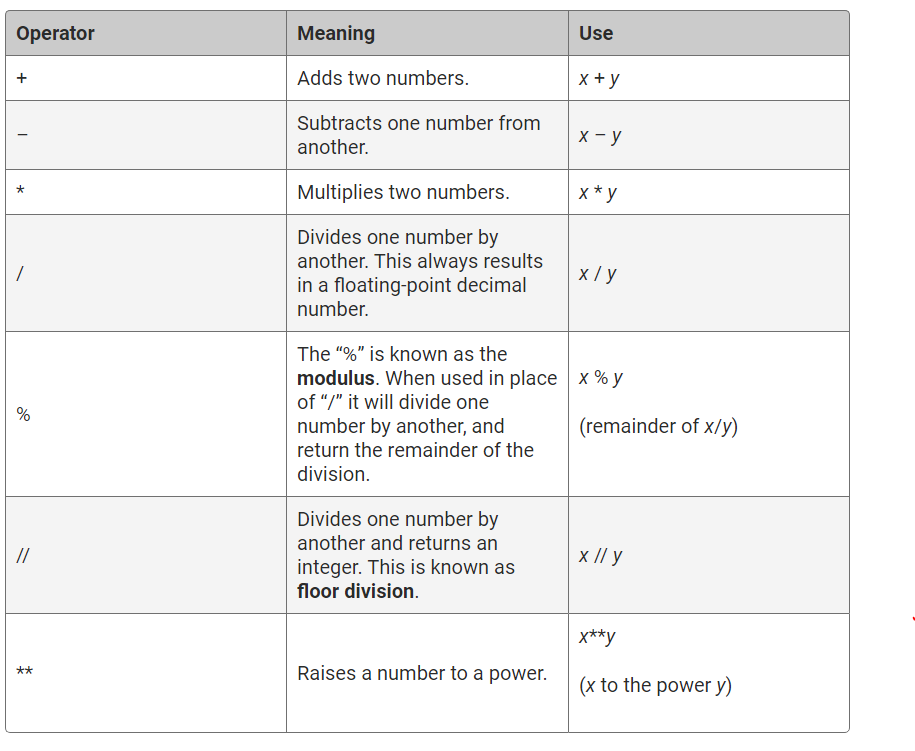 Operator Meaning Use
+ Adds two numbers. x + y
− Subtracts one number from
another. x − y
* Multiplies two numbers. x * y
/ Divides one number by
another. This always results
in a floating-point decimal
number. x / y
% The “%” is known as the
modulus. When used in place
of “/” it will divide one
number by another, and
return the remainder of the
division. x % y
(remainder of x/y)
// Divides one number by
another and returns an
integer. This is known as
floor division. x // y
** Raises a number to a power. x**y
(x to the power y)